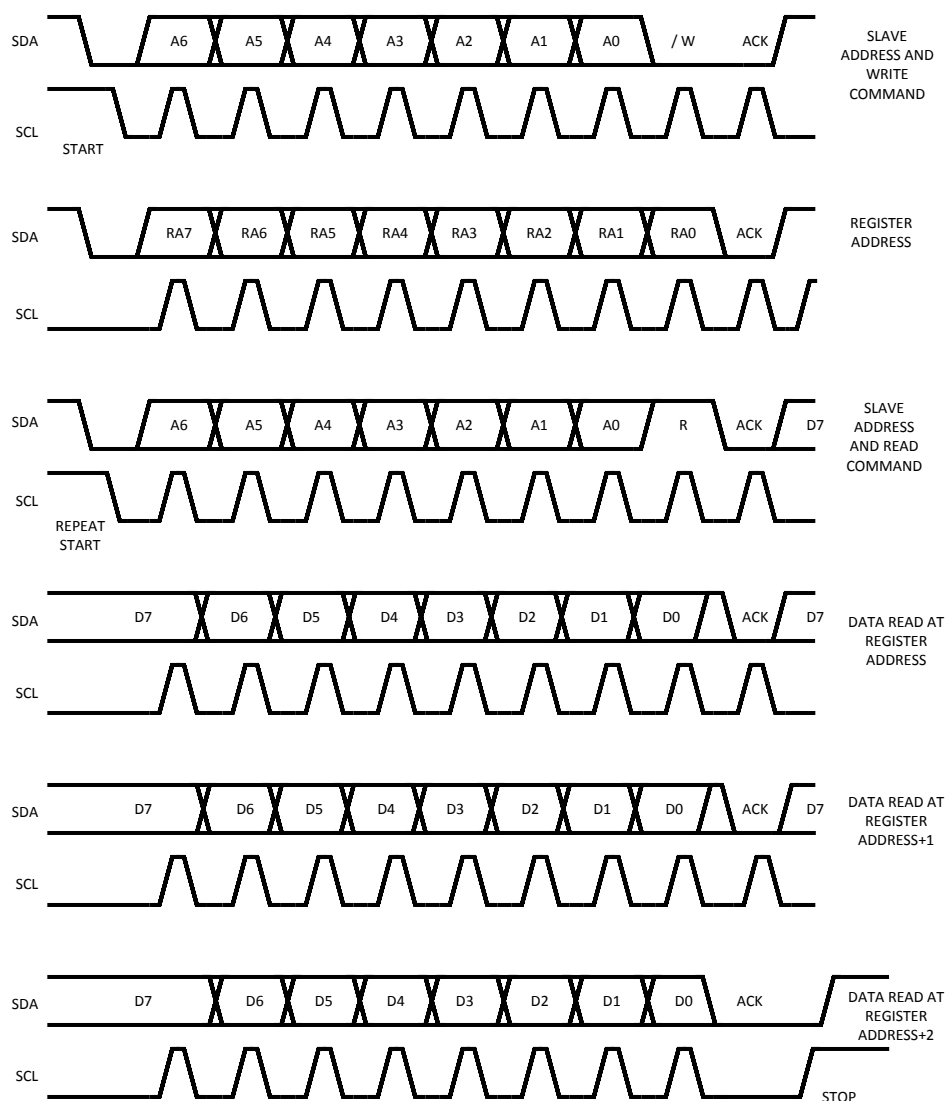 SDA A6 A5 A4 A3 A2 A1 A0 / W ACK
SLAVE
ADDRESS AND
WRITE
COMMAND
SCL
START
SDA RA7 RA6 RA5 RA4 RA3 RA2 RA1 RA0 ACK
REGISTER
ADDRESS
SCL
SDA A6 A5 A4 A3 A2 A1 A0 R ACK D7
SLAVE
ADDRESS
AND READ
COMMAND
SCL
REPEAT
START
SDA D7 D6 D5 D4 D3 D2 D1 D0 ACK D7
DATA READ AT
REGISTER
ADDRESS
SCL
SDA D7 D6 D5 D4 D3 D2 D1 D0 ACK D7
DATA READ AT
REGISTER
ADDRESS+1
SCL
SDA D7 D6 D5 D4 D3 D2 D1 D0 ACK
DATA READ AT
REGISTER
ADDRESS+2
SCL
STOP